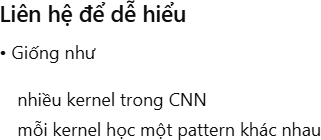 Liên hệ để dễ hiểu
• Giống như
nhiều kernel trong CNN
mỗi kernel học một pattern khác nhau